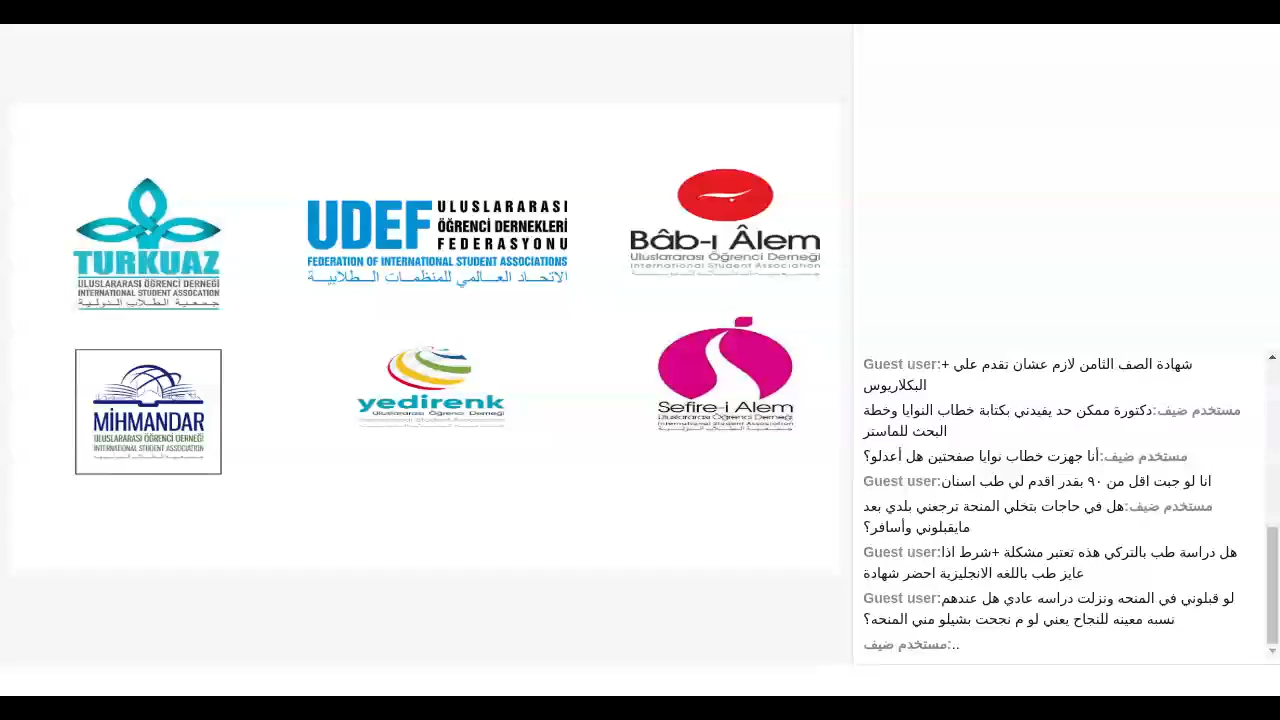 TURKUAZ
ULUSLARARASI ÖĞRENCİ DERNEĞİ
INTERNATIONAL STUDENT ASSOCATION
جمعية الطلاب الدولية
UDEF
ULUSLARARASI
ÖĞRENCİ DERNEKLERİ
FEDERASYONU
FEDERATION OF INTERNATIONAL STUDENT ASSOCIATIONS
الاتحاد العالمي للمنظمات الطلابية
Bâb-ı Âlem
Uluslararası Öğrenci Derneği
International Student Association
MİHMANDAR
ULUSLARARASI ÖĞRENCİ DERNEĞİ
INTERNATIONAL STUDENT ASSOCIATION
yedirenk
Uluslararası Öğrenci Derneği
International Student Association
Sefire-i Alem
Uluslararası Öğrenci Derneği
International Student Association
جمعية الطلاب الدولية
Guest user:شهادة الصف الثامن لازم عشان تقدم علي +
البكلاريوس
مستخدم ضيف:دكتورة ممكن حد يفيدني بكتابة خطاب النوايا وخطة
البحث للماستر
مستخدم ضيف:أنا جهزت خطاب نوايا صفحتين هل أعدلو؟
Guest user:انا لو جبت اقل من ٩٠ بقدر اقدم لي طب اسنان
مستخدم ضيف:هل في حاجات بتخلي المنحة ترجعني بلدي بعد
مايقبلوني وأسافر؟
Guest user:هل دراسة طب بالتركي هذه تعتبر مشكلة +شرط اذا
عايز طب باللغه الانجليزية احضر شهادة
Guest user:لو قبلوني في المنحه ونزلت دراسه عادي هل عندهم
نسبه معينه للنجاح يعني لو م نجحت بشيلو مني المنحه؟
مستخدم ضيف:..